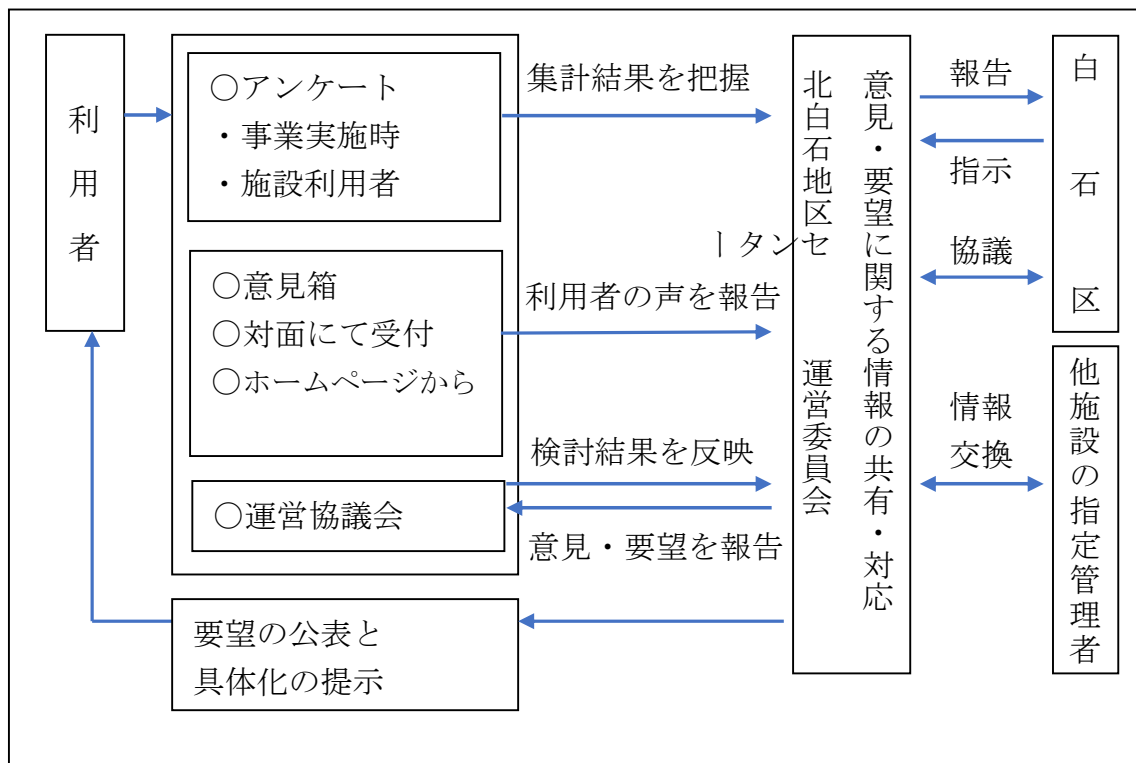 利用者
○アンケート
・事業実施時
・施設利用者
○意見箱
○対面にて受付
○ホームページから
○運営協議会
要望の公表と
具体化の提示
集計結果を把握
利用者の声を報告
検討結果を反映
意見・要望を報告
意見・要望に関する情報の共有・対応
北白石地区センター　運営委員会
報告
指示
協議
情報
交換
白石区
他施設の指定管理者